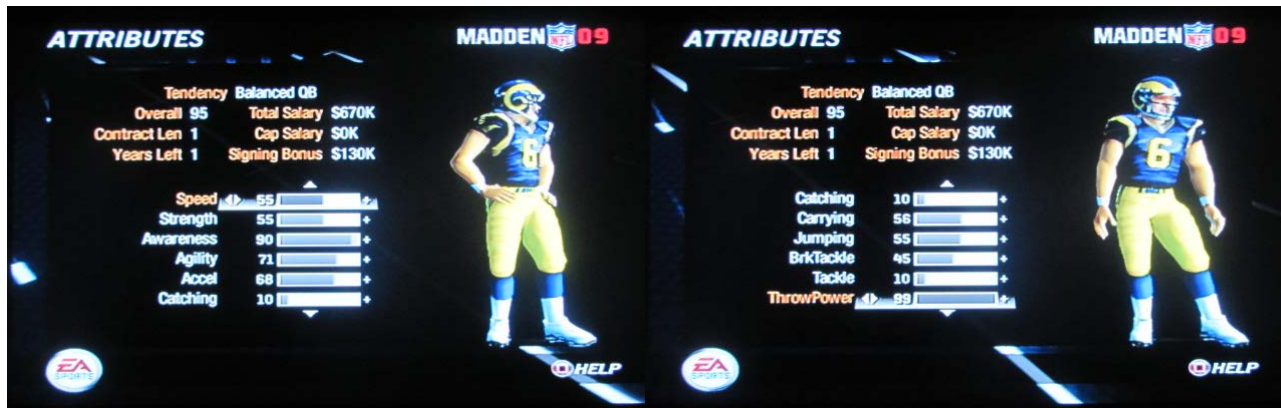 ATTRIBUTES
MADDEN NFL 09
Tendency Balanced QB
Overall 95 Total Salary $670K
Contract Len 1 Cap Salary $0K
Years Left 1 Signing Bonus $130K
Speed 55 +
Strength 55 +
Awareness 90 +
Agility 71 +
Accel 68 +
Catching 10 +
6
EA
SPORTS
HELP
ATTRIBUTES
MADDEN NFL 09
Tendency Balanced QB
Overall 95 Total Salary $670K
Contract Len 1 Cap Salary $0K
Years Left 1 Signing Bonus $130K
Catching 10 +
Carrying 56 +
Jumping 55 +
BrkTackle 45 +
Tackle 10 +
ThrowPower 99 +
6
EA
SPORTS
HELP